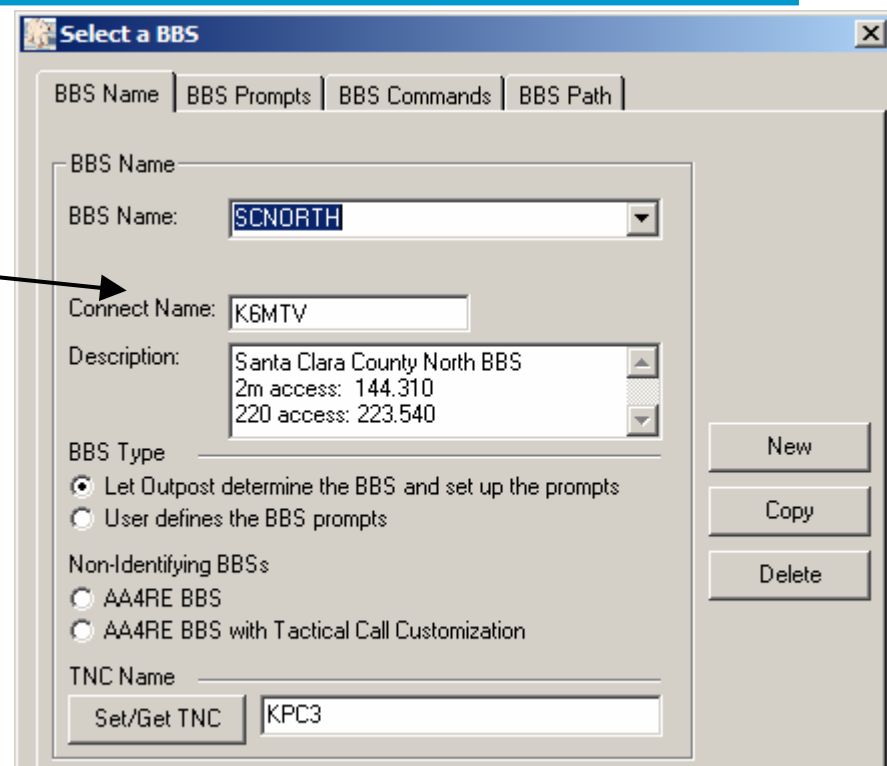 Select a BBS
BBS Name BBS Prompts BBS Commands BBS Path
BBS Name
BBS Name: SCNORTH
Connect Name: K6MTV
Description: Santa Clara County North BBS
2m access: 144.310
220 access: 223.540
BBS Type
Let Outpost determine the BBS and set up the prompts
User defines the BBS prompts
Non-Identifying BBSs
AA4RE BBS
AA4RE BBS with Tactical Call Customization
TNC Name
Set/Get TNC KPC3
New
Copy
Delete